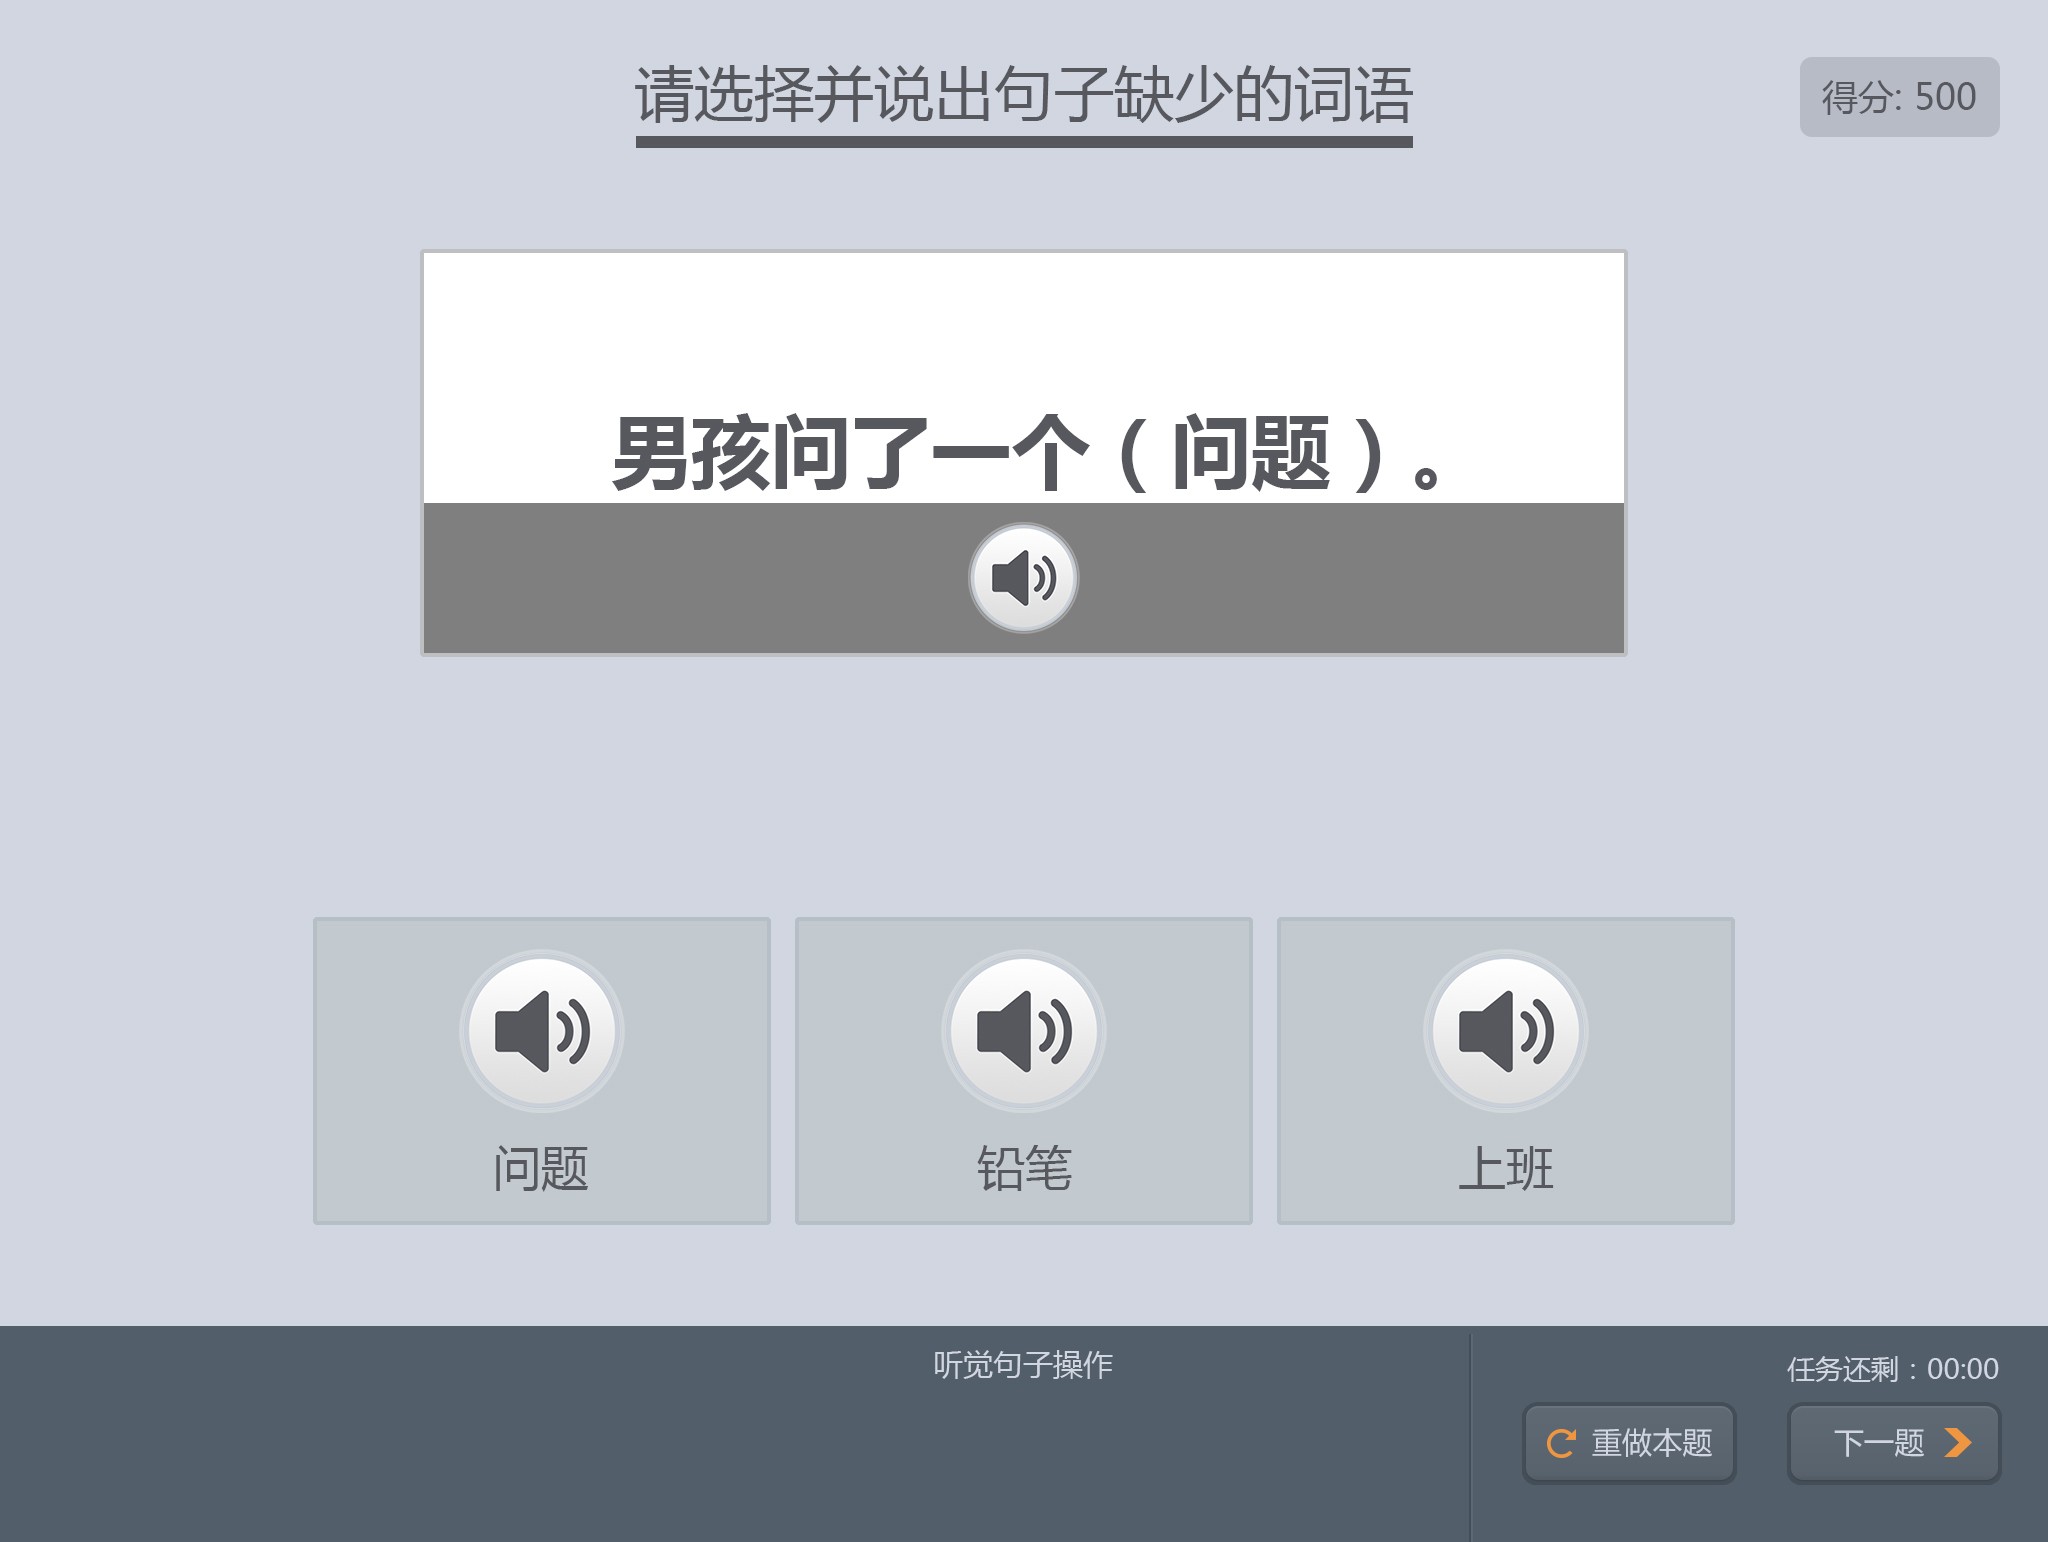 请选择并说出句子缺少的词语
得分: 500
男孩问了一个（问题）。
问题
铅笔
上班
听觉句子操作
任务还剩：00:00
重做本题
下一题